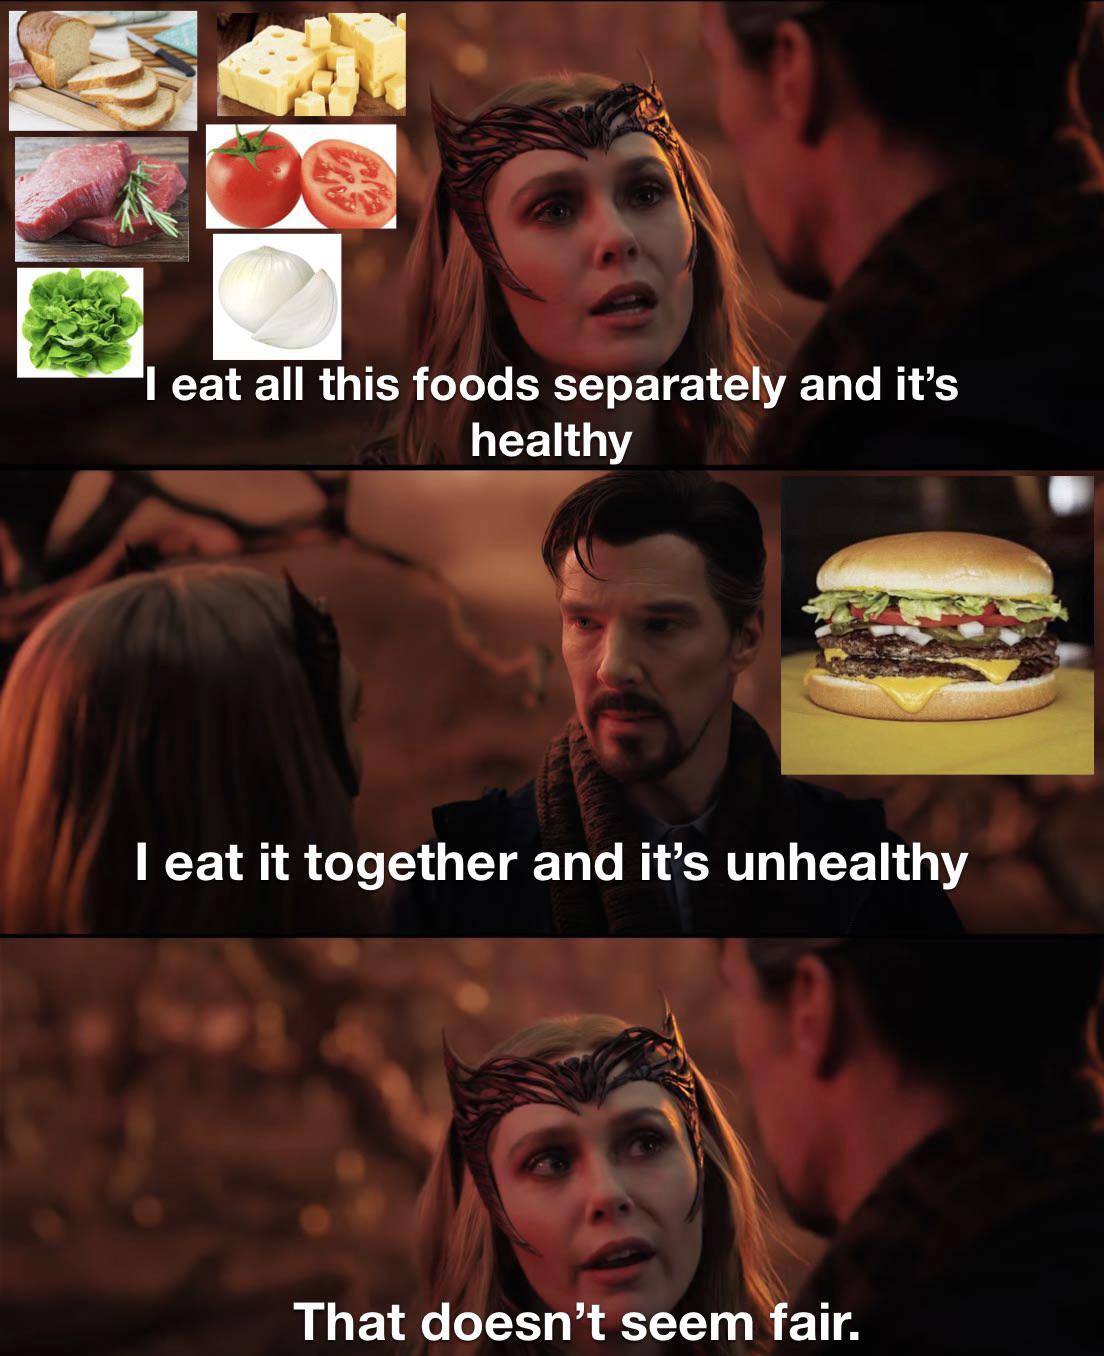 I eat all this foods separately and it’s
healthy
I eat it together and it’s unhealthy
That doesn’t seem fair.